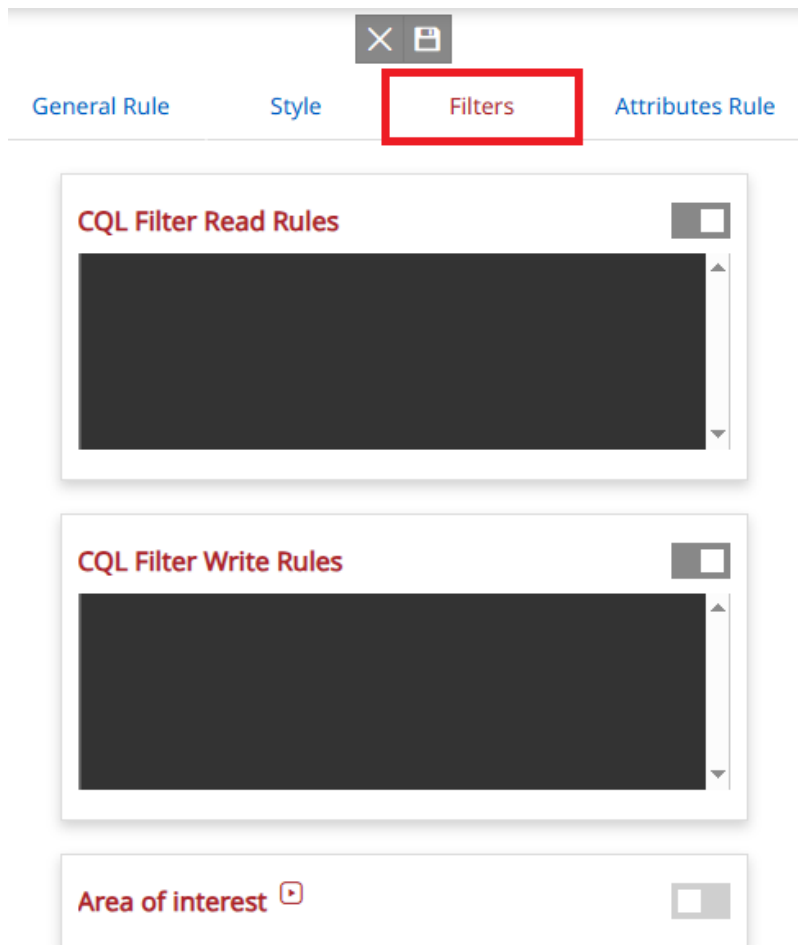 General Rule Style Filters Attributes Rule
CQL Filter Read Rules
CQL Filter Write Rules
Area of interest